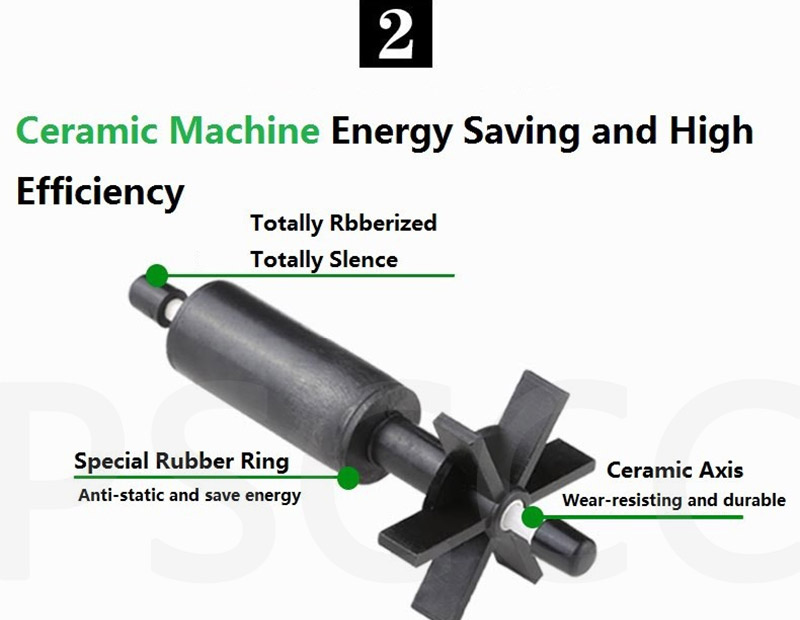 2
Ceramic Machine Energy Saving and High
Efficiency
Totally Rbberized
Totally Slence
Special Rubber Ring
Anti-static and save energy
Ceramic Axis
Wear-resisting and durable
PSCCO